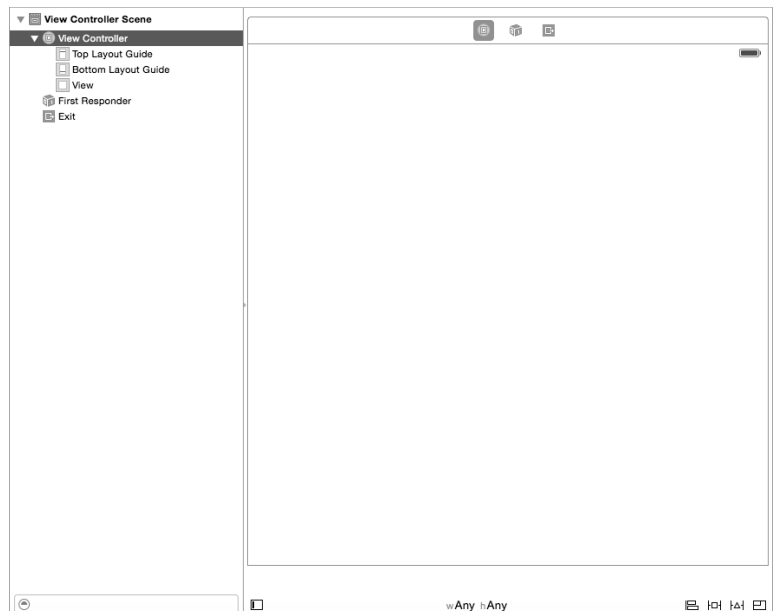 View Controller Scene
View Controller
Top Layout Guide
Bottom Layout Guide
View
First Responder
Exit
wAny hAny